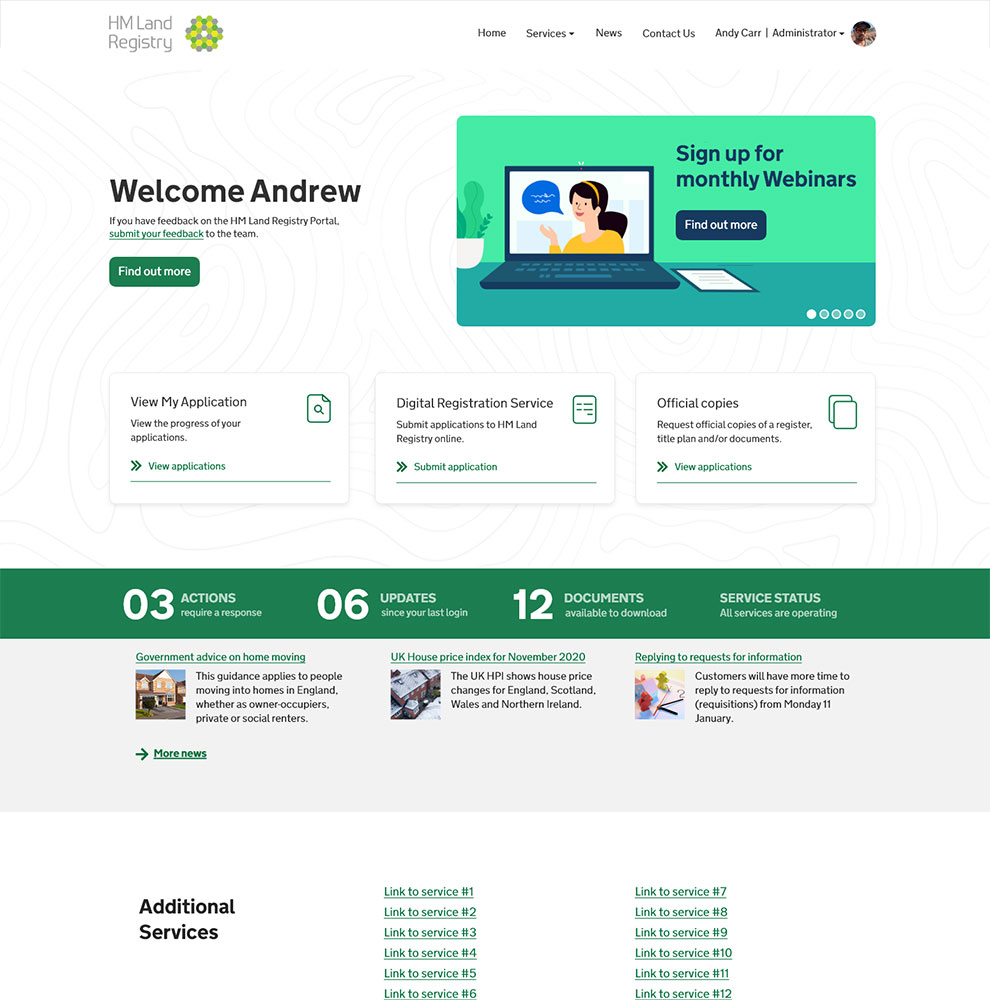 HM Land
Registry
Home
Services
News
Contact Us
Andy Carr | Administrator
Welcome Andrew
If you have feedback on the HM Land Registry Portal,
submit your feedback to the team.
Find out more
Sign up for
monthly Webinars
Find out more
View My Application
View the progress of your
applications.
View applications
Digital Registration Service
Submit applications to HM Land
Registry online.
Submit application
Official copies
Request official copies of a register,
title plan and/or documents.
View applications
03 ACTIONS
require a response
06 UPDATES
since your last login
12 DOCUMENTS
available to download
SERVICE STATUS
All services are operating
Government advice on home moving
This guidance applies to people
moving into homes in England,
whether as owner-occupiers,
private or social renters.
UK House price index for November 2020
The UK HPI shows house price
changes for England, Scotland,
Wales and Northern Ireland.
Replying to requests for information
Customers will have more time to
reply to requests for information
(requisitions) from Monday 11
January.
More news
Additional
Services
Link to service #1
Link to service #2
Link to service #3
Link to service #4
Link to service #5
Link to service #6
Link to service #7
Link to service #8
Link to service #9
Link to service #10
Link to service #11
Link to service #12